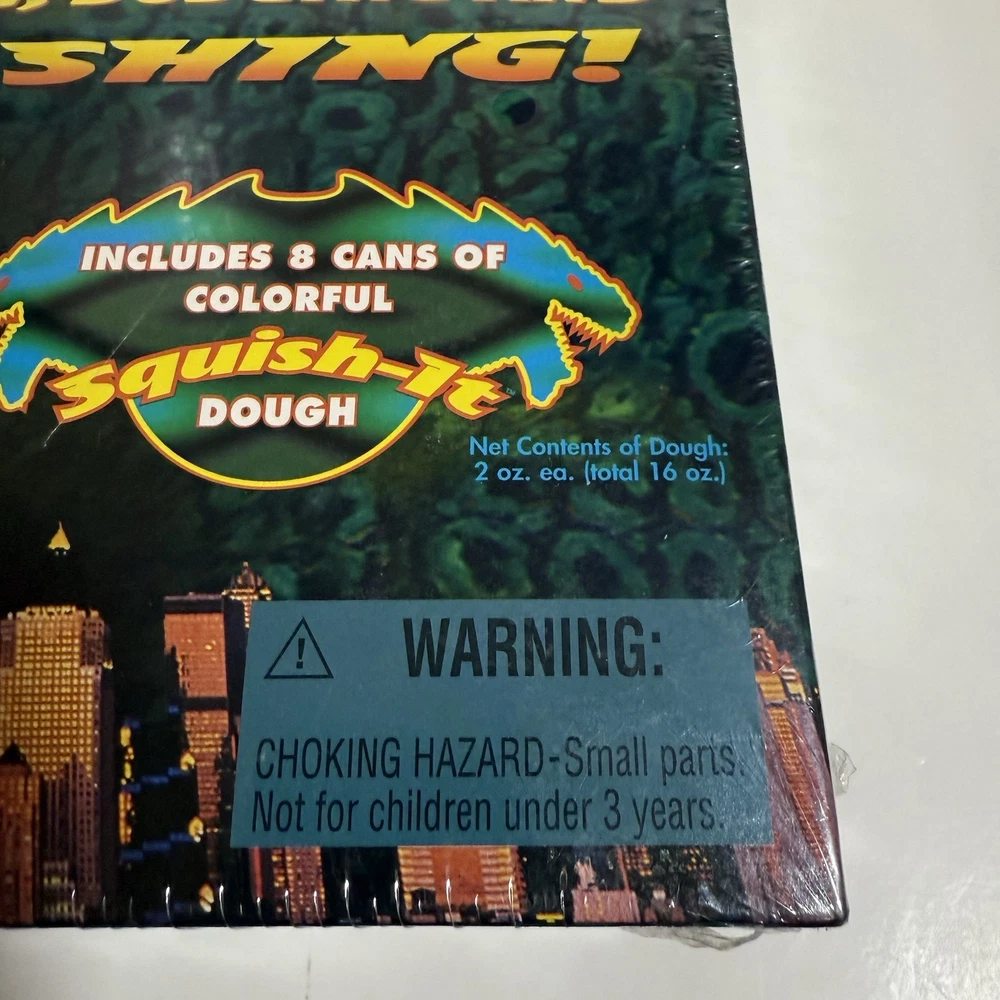 SHING!
INCLUDES 8 CANS OF
COLORFUL
Squish-It™
DOUGH
Net Contents of Dough:
2 oz. ea. (total 16 oz.)
WARNING:
CHOKING HAZARD-Small parts.
Not for children under 3 years.